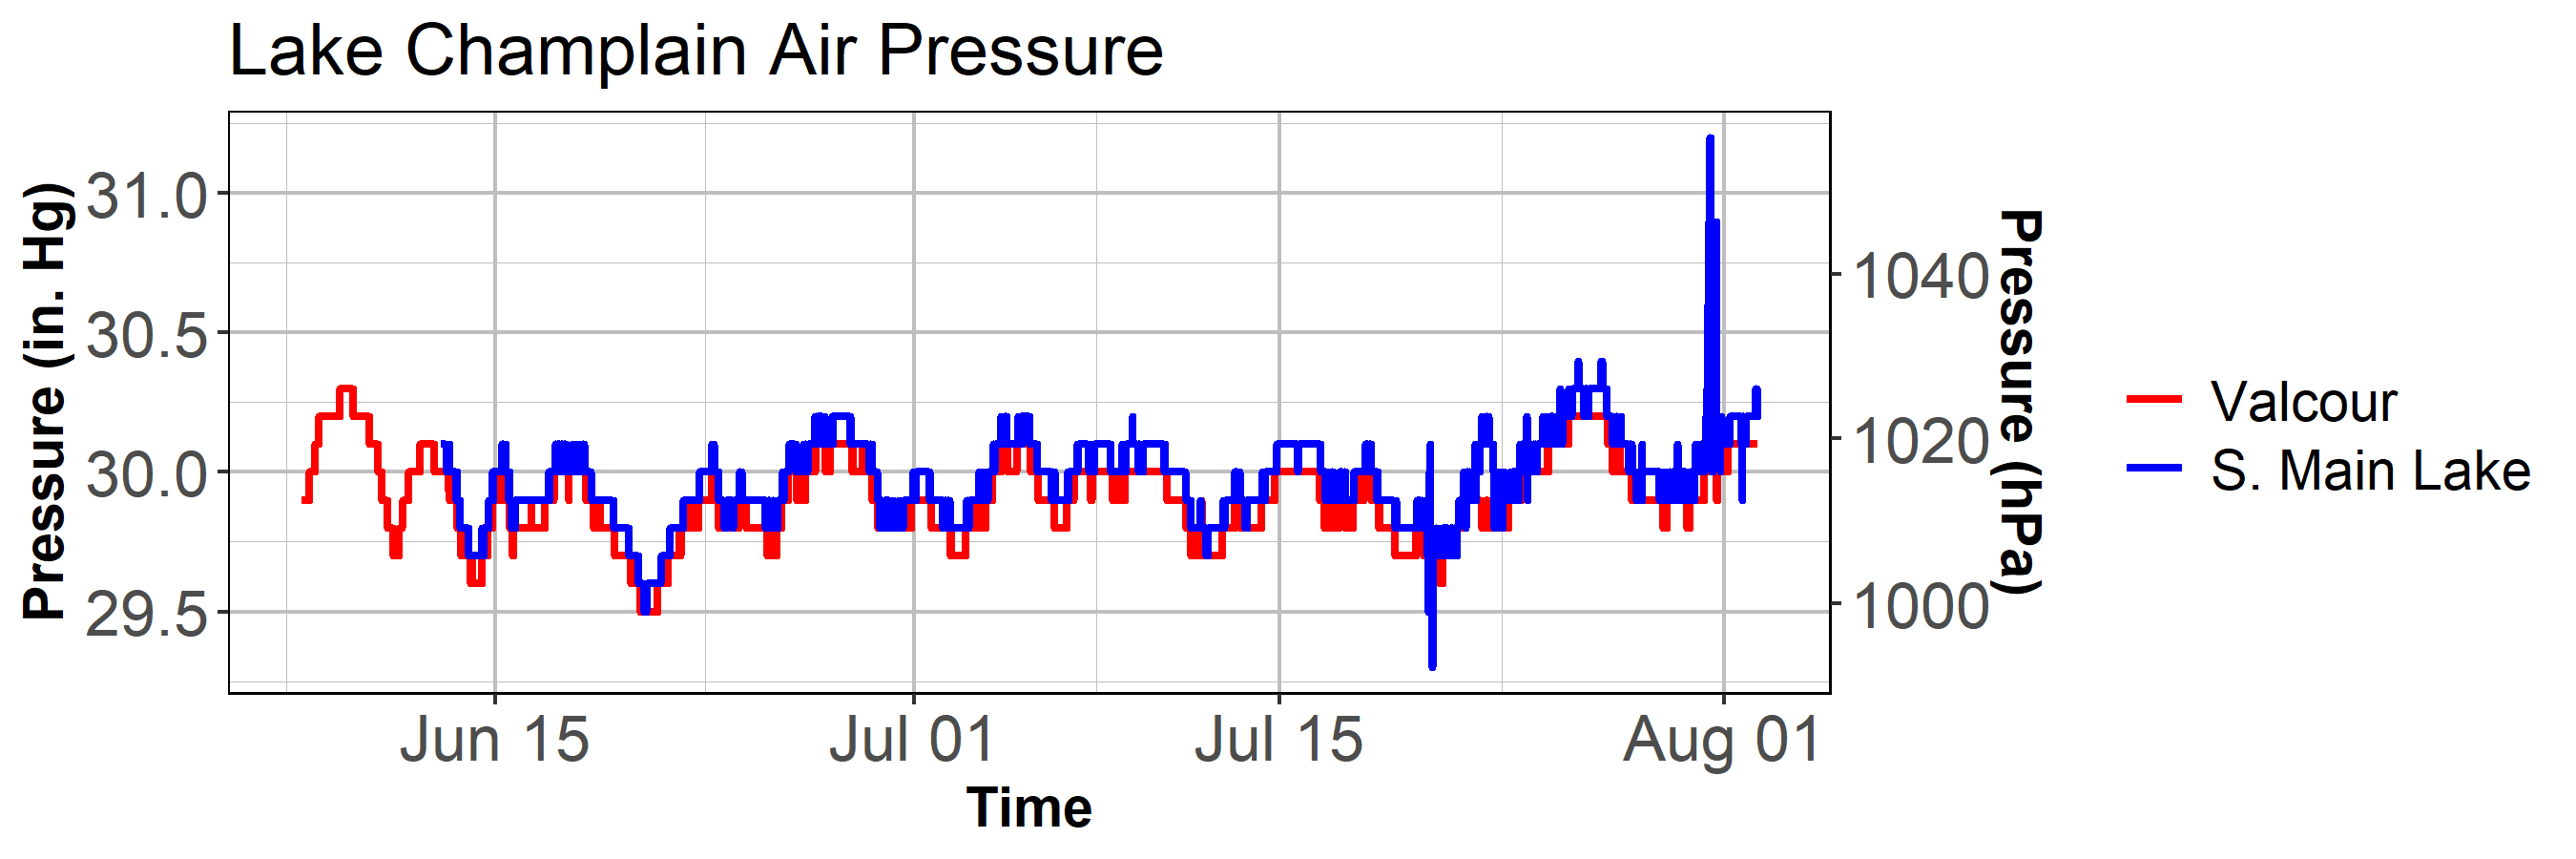 Lake Champlain Air Pressure
Pressure (in. Hg)
31.0
30.5
30.0
29.5
1040
1020
1000
Pressure (hPa)
Valcour
S. Main Lake
Jun 15
Jul 01
Jul 15
Aug 01
Time